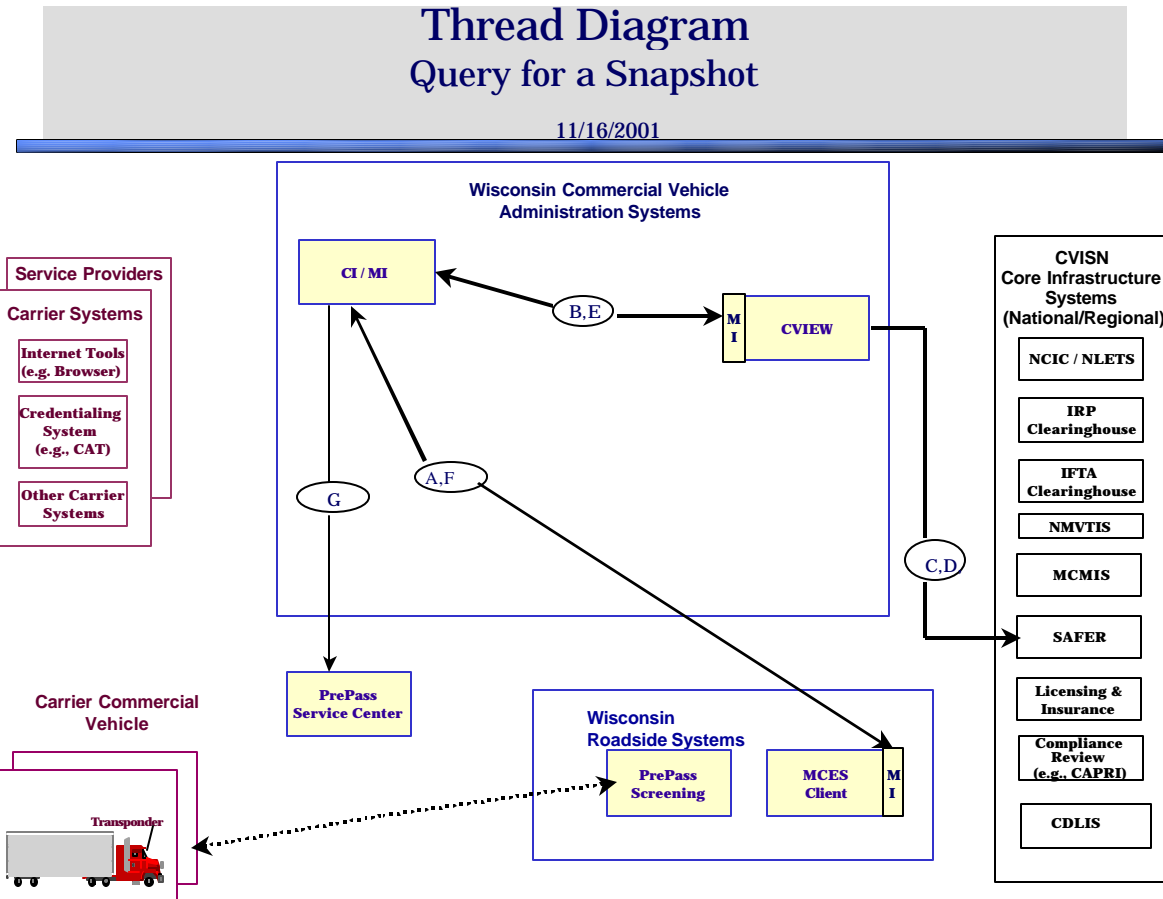 Thread Diagram
Query for a Snapshot
11/16/2001
Wisconsin Commercial Vehicle
Administration Systems
CI / MI
B,E
M
I
CVIEW
A,F
G
C,D,
Service Providers
Carrier Systems
Internet Tools
(e.g. Browser)
Credentialing
System
(e.g., CAT)
Other Carrier
Systems
CVISN
Core Infrastructure
Systems
(National/Regional)
NCIC / NLETS
IRP
Clearinghouse
IFTA
Clearinghouse
NMVTIS
MCMIS
SAFER
Licensing &
Insurance
Compliance
Review
(e.g., CAPRI)
CDLIS
PrePass
Service Center
Carrier Commercial
Vehicle
Transponder
Wisconsin
Roadside Systems
PrePass
Screening
MCES
Client
M
I